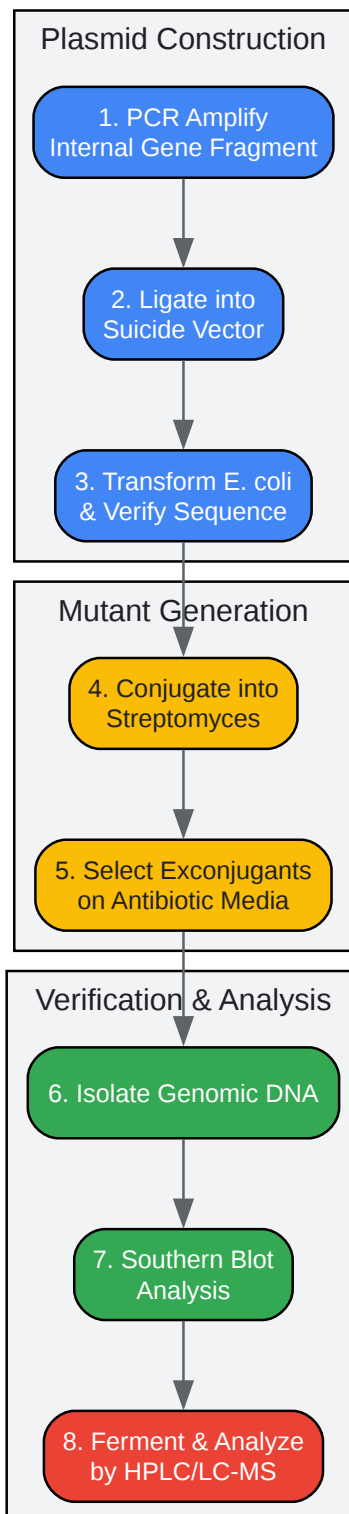 Plasmid Construction
1. PCR Amplify
Internal Gene Fragment
2. Ligate into
Suicide Vector
3. Transform E. coli
& Verify Sequence
Mutant Generation
4. Conjugate into
Streptomyces
5. Select Exconjugants
on Antibiotic Media
Verification & Analysis
6. Isolate Genomic DNA
7. Southern Blot
Analysis
8. Ferment & Analyze
by HPLC/LC-MS